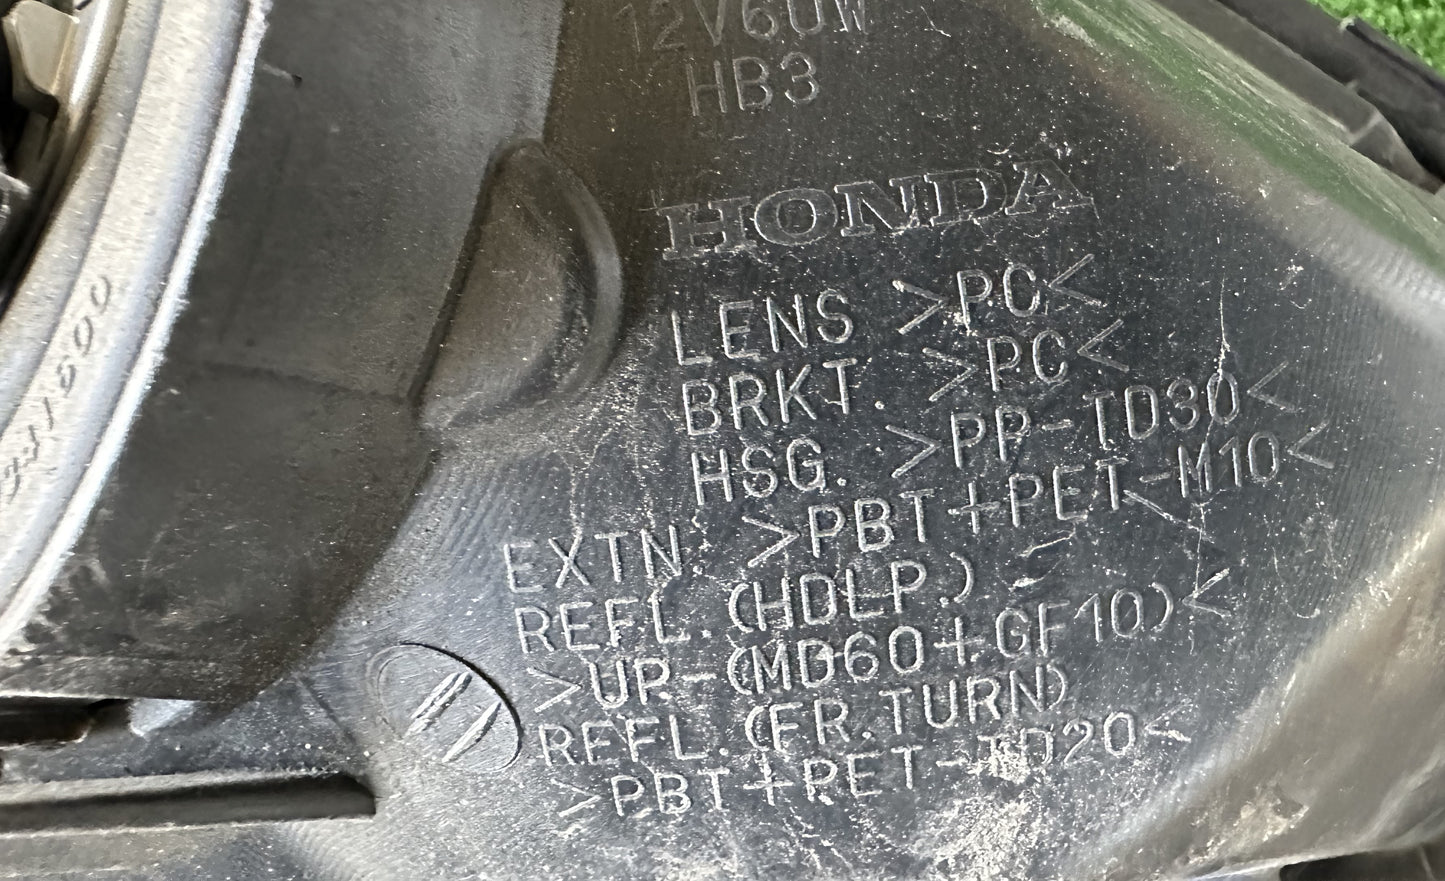 12V60W
HB3
HONDA
LENS >PC<
BRKT. >PC<
HSG. >PP-TD30<
EXTN. >PBT+PET-M10<
REFL.(HDLP.)
>UP-(MD60+GF10)<
REFL.(FR.TURN)
>PBT+PET-TD20<